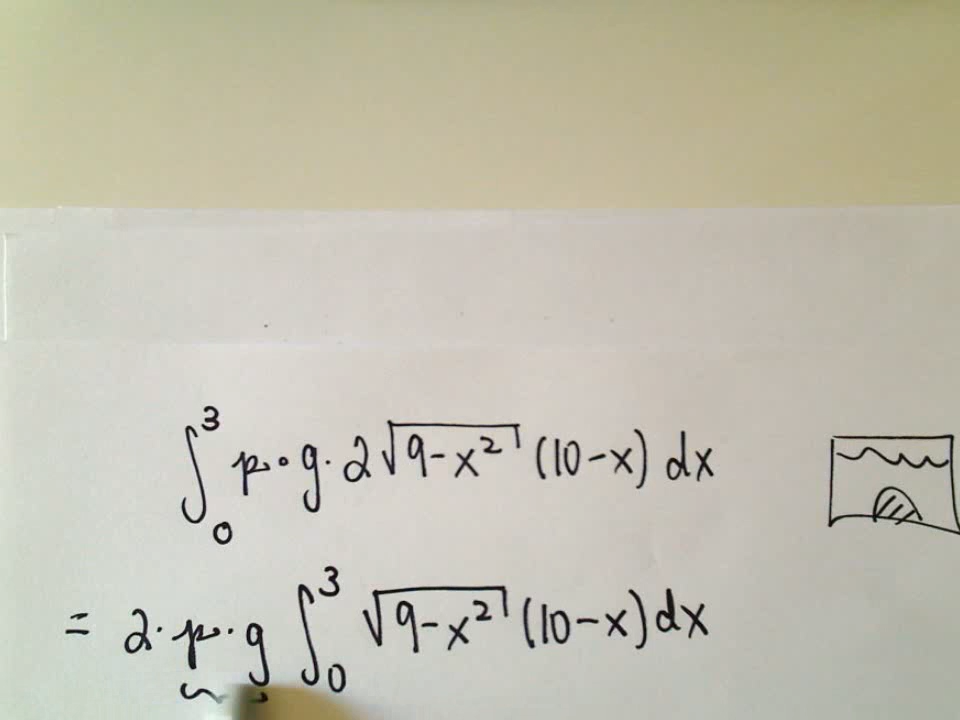 ∫₀³ p·g·2√(9-x²) (10-x) dx
= 2·p·g ∫₀³ √(9-x²) (10-x) dx